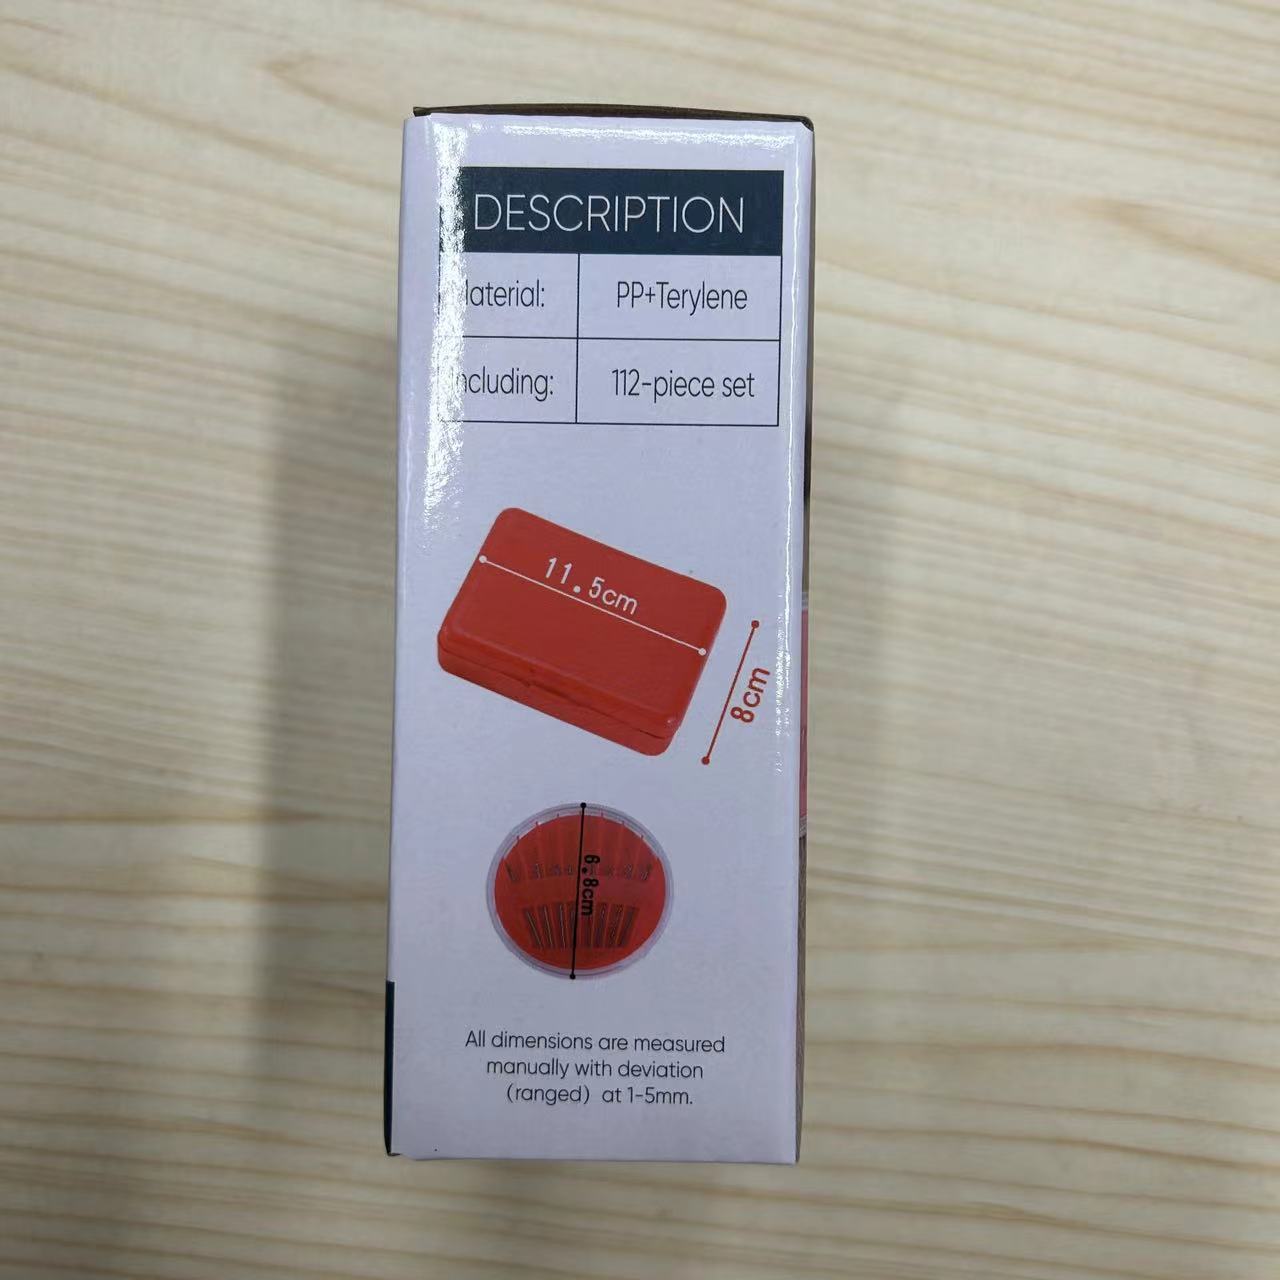 DESCRIPTION
Material:
PP+Terylene
Including:
112-piece set
11.5cm
8cm
6.8cm
All dimensions are measured
manually with deviation
(ranged) at 1-5mm.